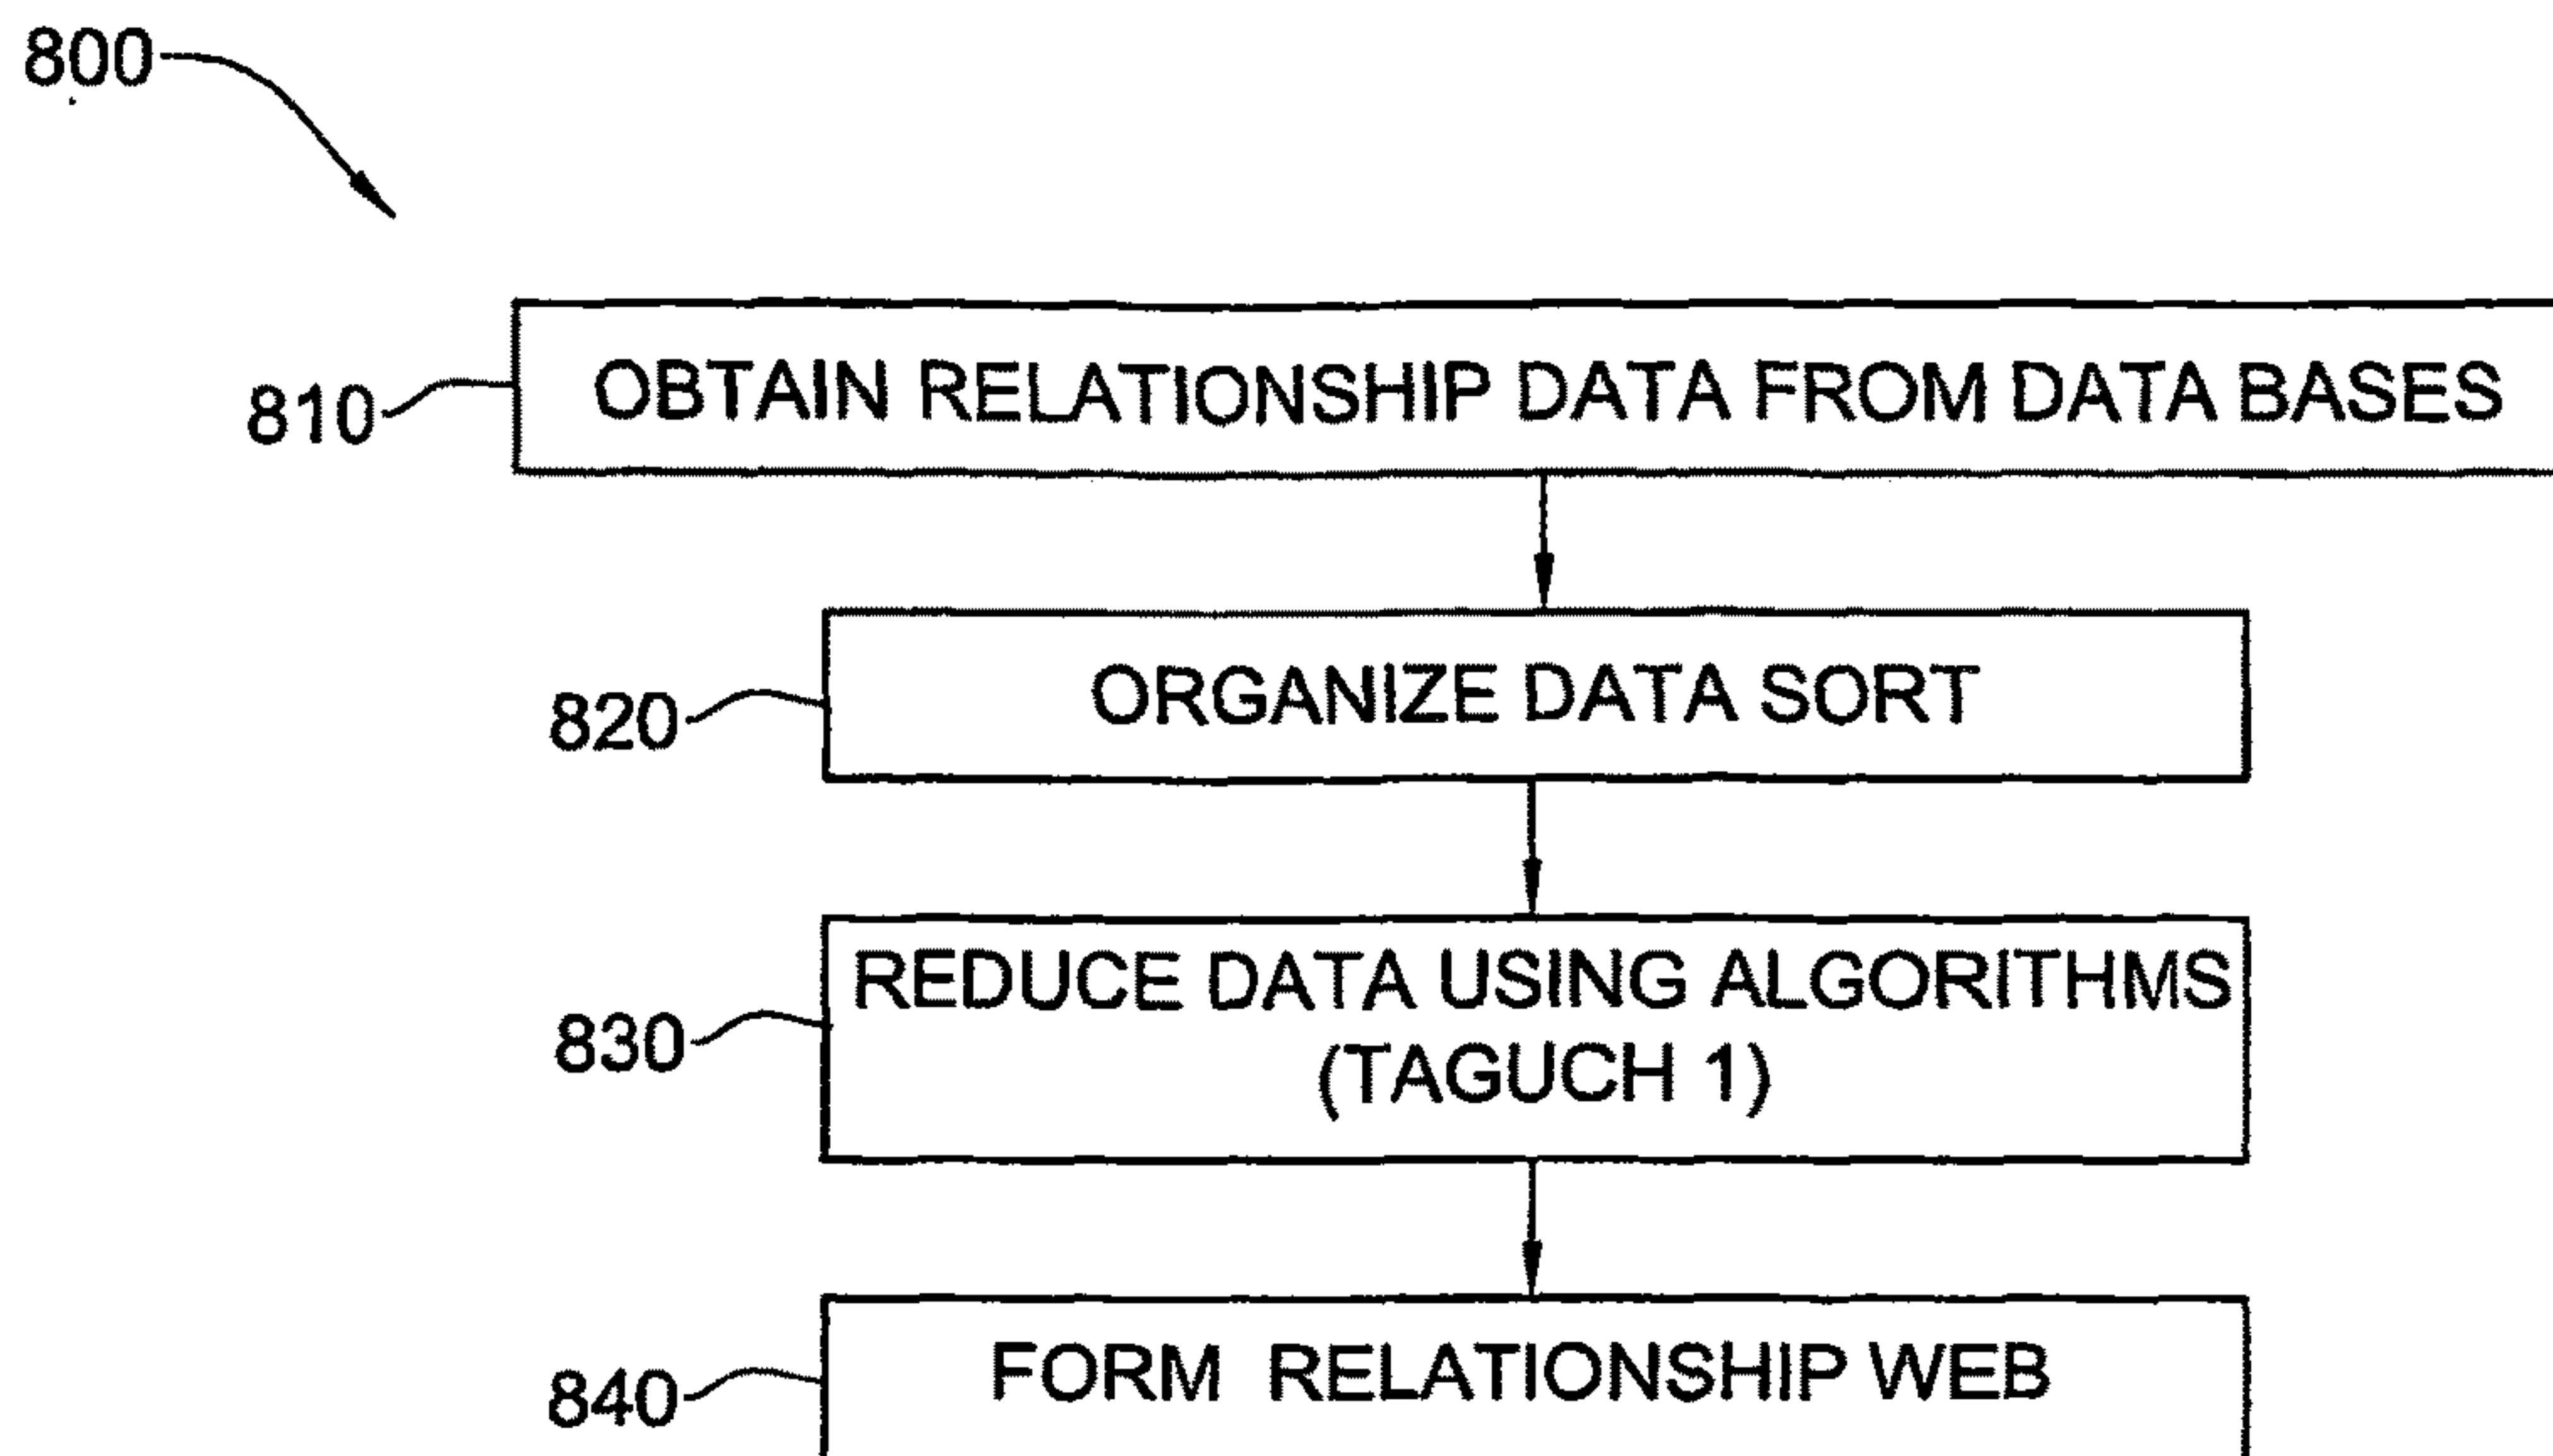 800
810
OBTAIN RELATIONSHIP DATA FROM DATA BASES
820
ORGANIZE DATA SORT
830
REDUCE DATA USING ALGORITHMS
(TAGUCH 1)
840
FORM RELATIONSHIP WEB